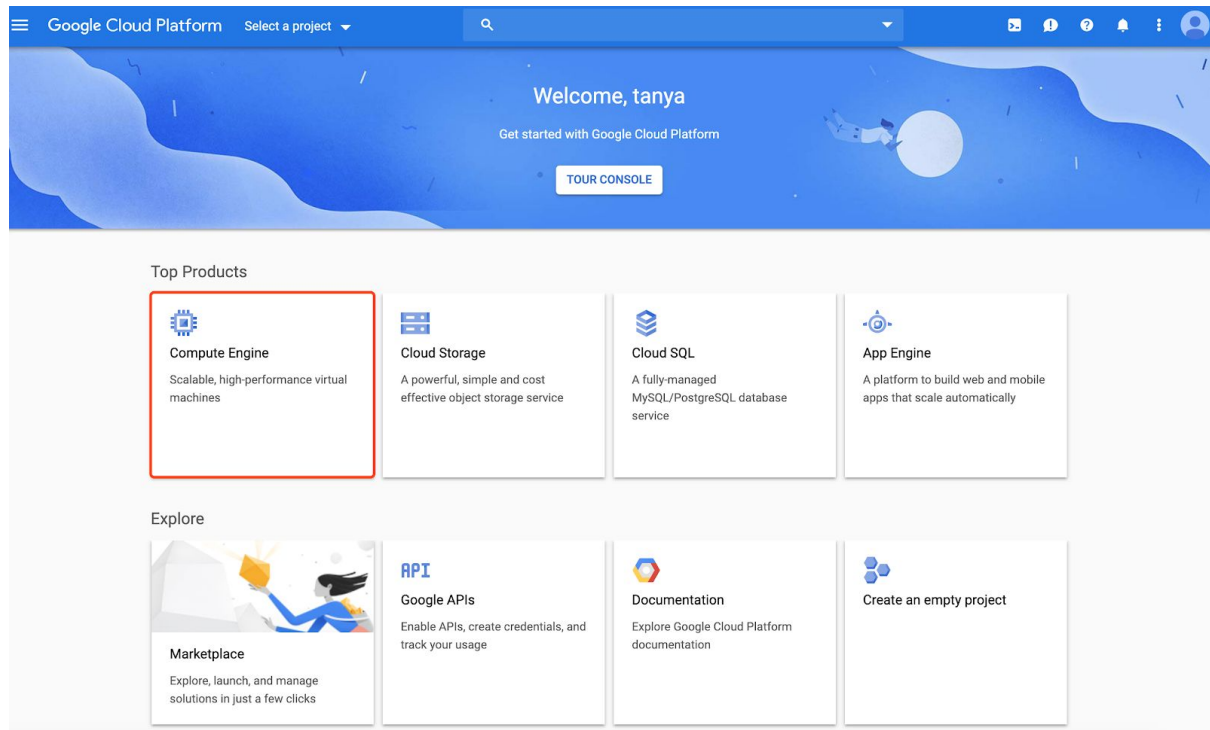 Google Cloud Platform Select a project
Welcome, tanya
Get started with Google Cloud Platform
TOUR CONSOLE
Top Products
Compute Engine
Scalable, high-performance virtual
machines
Cloud Storage
A powerful, simple and cost
effective object storage service
Cloud SQL
A fully-managed
MySQL/PostgreSQL database
service
App Engine
A platform to build web and mobile
apps that scale automatically
Explore
Marketplace
Explore, launch, and manage
solutions in just a few clicks
API
Google APIs
Enable APIs, create credentials, and
track your usage
Documentation
Explore Google Cloud Platform
documentation
Create an empty project